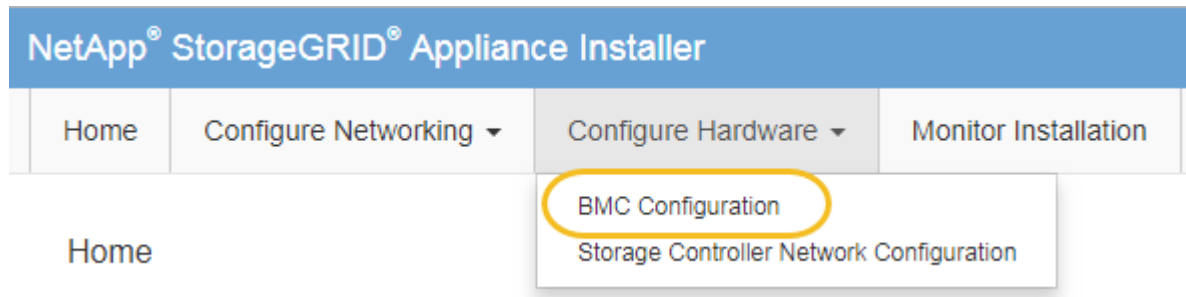 NetApp® StorageGRID® Appliance Installer
Home Configure Networking Configure Hardware Monitor Installation
BMC Configuration
Home
Storage Controller Network Configuration